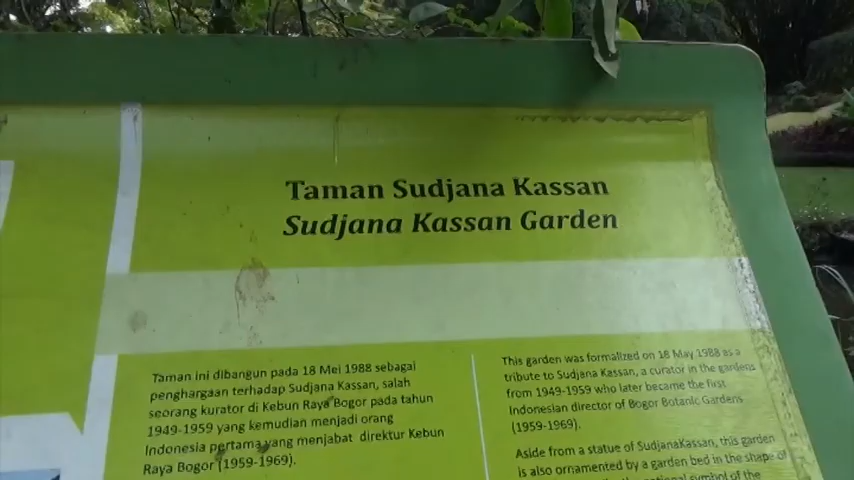 Taman Sudjana Kassan
Sudjana Kassan Garden
Taman ini dibangun pada 18 Mei 1988 sebagai
penghargaan terhadap Sudjana Kassan, salah
seorang kurator di Kebun Raya Bogor pada tahun
1949-1959 yang kemudian menjadi orang
Indonesia pertama yang menjabat direktur Kebun
Raya Bogor (1959-1969).
This garden was formalized on 18 May 1988 as a
tribute to Sudjana Kassan, a curator in the gardens
from 1949-1959 who later became the first
Indonesian director of Bogor Botanic Gardens
(1959-1969).
Aside from a statue of SudjanaKassan, this garden
is also ornamented by a garden bed in the shape of
national symbol of the